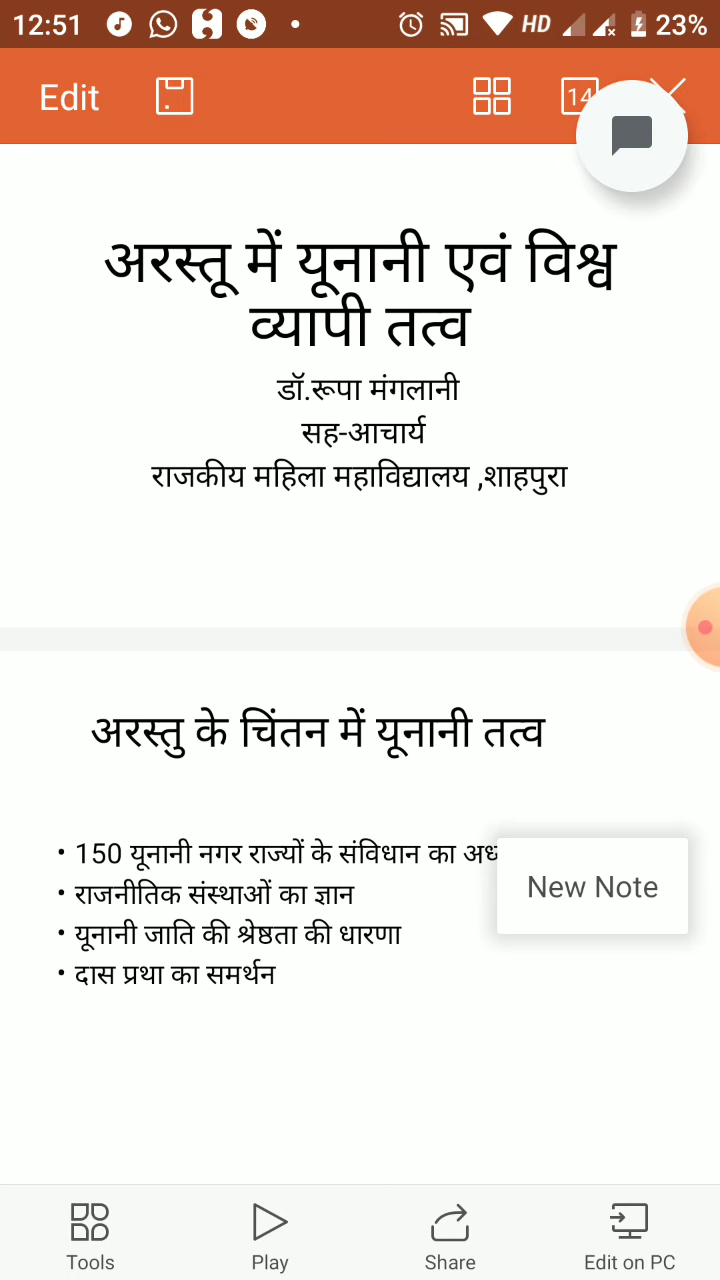 12:51 HD 23%
Edit 14
अरस्तू में यूनानी एवं विश्व
व्यापी तत्व
डॉ.रूपा मंगलानी
सह-आचार्य
राजकीय महिला महाविद्यालय ,शाहपुरा
अरस्तु के चिंतन में यूनानी तत्व
• 150 यूनानी नगर राज्यों के संविधान का
• राजनीतिक संस्थाओं का ज्ञान
• यूनानी जाति की श्रेष्ठता की धारणा
• दास प्रथा का समर्थन
New Note
Tools Play Share Edit on PC